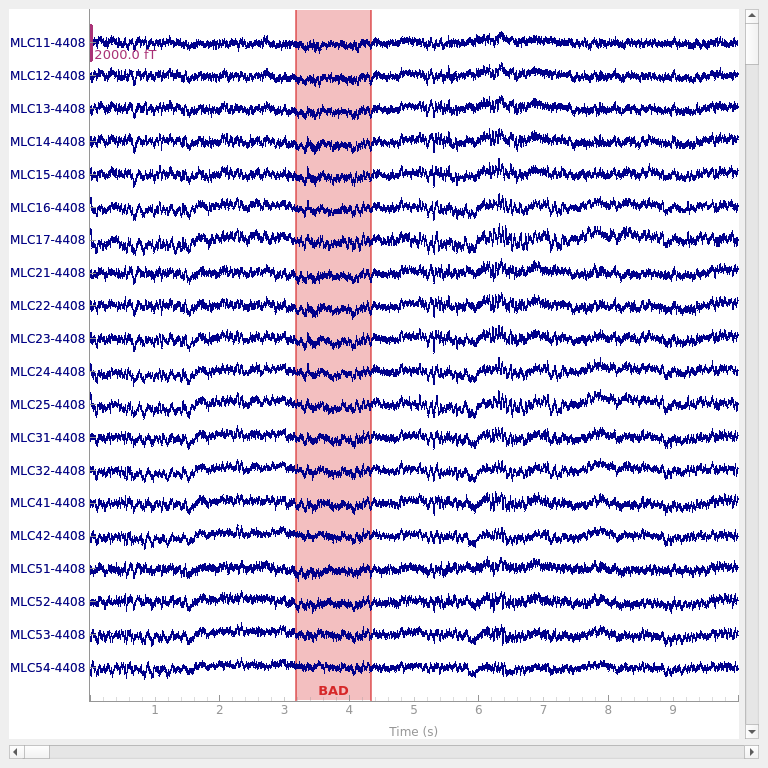 MLC11-4408
2000.0 fT
MLC12-4408
MLC13-4408
MLC14-4408
MLC15-4408
MLC16-4408
MLC17-4408
MLC21-4408
MLC22-4408
MLC23-4408
MLC24-4408
MLC25-4408
MLC31-4408
MLC32-4408
MLC41-4408
MLC42-4408
MLC51-4408
MLC52-4408
MLC53-4408
MLC54-4408
BAD
1 2 3 4 5 6 7 8 9
Time (s)